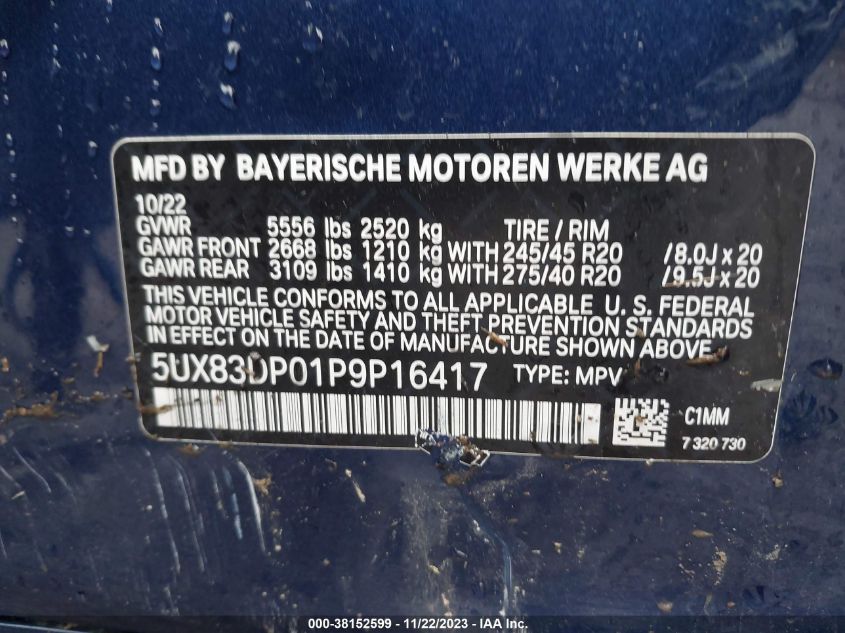 MFD BY BAYERISCHE MOTOREN WERKE AG
10/22
GVWR 5556 lbs 2520 kg TIRE / RIM
GAWR FRONT 2668 lbs 1210 kg WITH 245/45 R20 /8.0J x 20
GAWR REAR 3109 lbs 1410 kg WITH 275/40 R20 /9.5J x 20
THIS VEHICLE CONFORMS TO ALL APPLICABLE U. S. FEDERAL
MOTOR VEHICLE SAFETY AND THEFT PREVENTION STANDARDS
IN EFFECT ON THE DATE OF MANUFACTURE SHOWN ABOVE.
5UX83DP01P9P16417 TYPE: MPV
C1MM
7 320 730
000-38152599 - 11/22/2023 - IAA Inc.